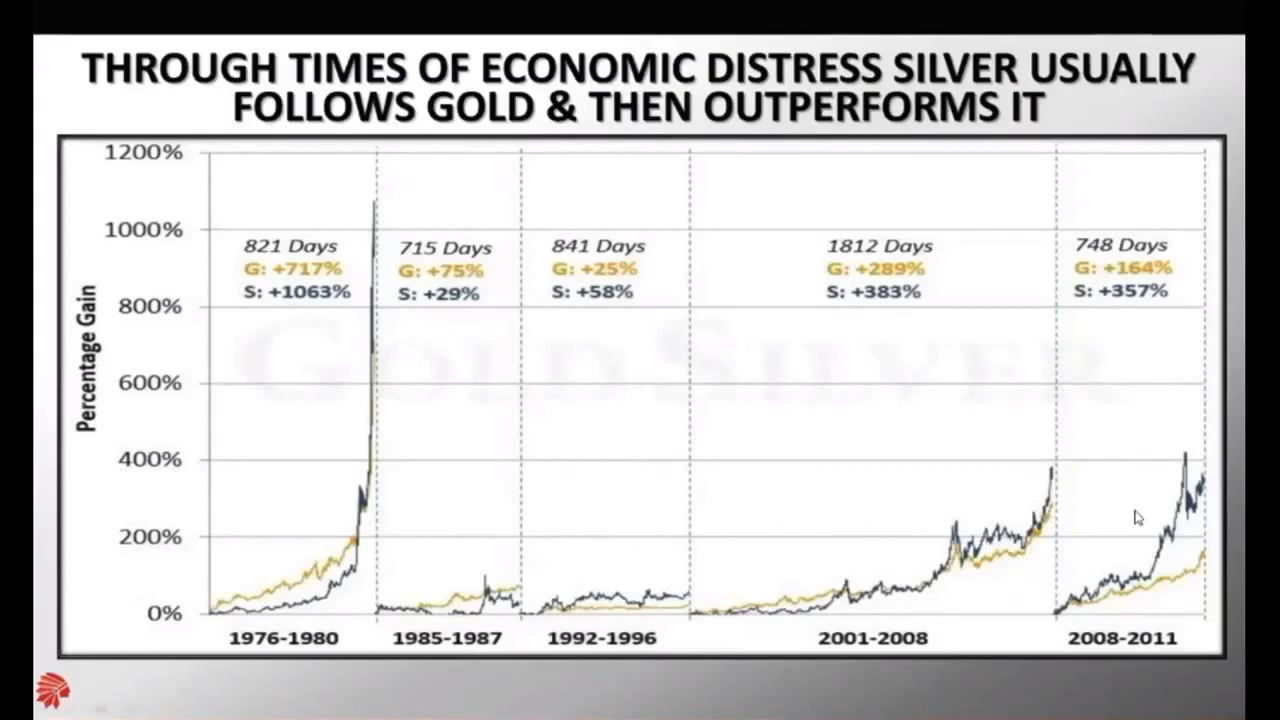 THROUGH TIMES OF ECONOMIC DISTRESS SILVER USUALLY
FOLLOWS GOLD & THEN OUTPERFORMS IT
Percentage Gain
1200%
1000%
800%
600%
400%
200%
0%
821 Days
G: +717%
S: +1063%
715 Days
G: +75%
S: +29%
841 Days
G: +25%
S: +58%
1812 Days
G: +289%
S: +383%
748 Days
G: +164%
S: +357%
GOLDSILVER
1976-1980
1985-1987
1992-1996
2001-2008
2008-2011